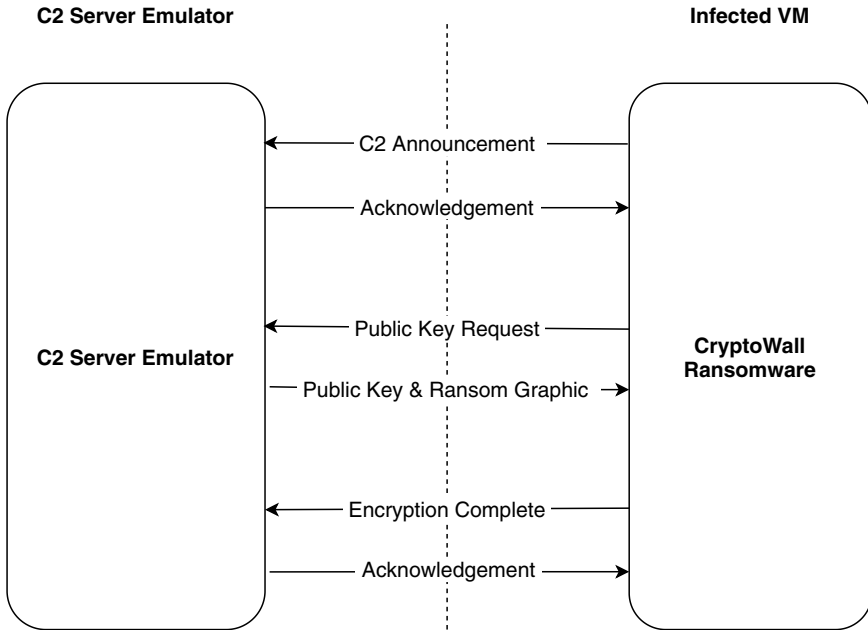 C2 Server Emulator
Infected VM
C2 Announcement
Acknowledgement
Public Key Request
C2 Server Emulator
CryptoWall
Ransomware
Public Key & Ransom Graphic
Encryption Complete
Acknowledgement